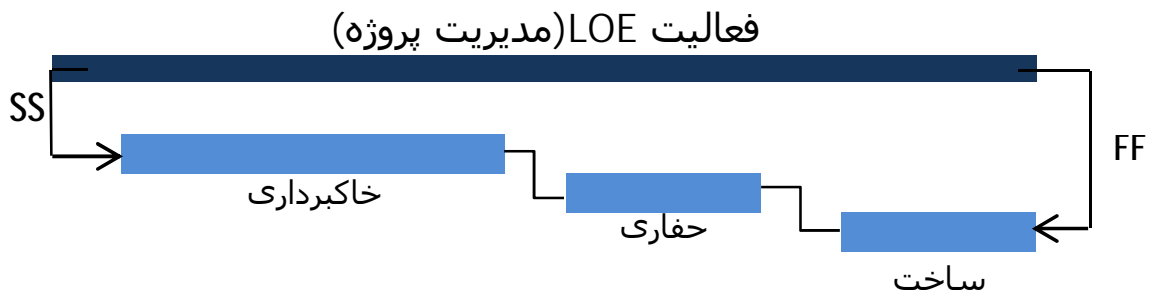 فعالیت LOE(مدیریت پروژه)
SS
FF
خاکبرداری
حفاری
ساخت